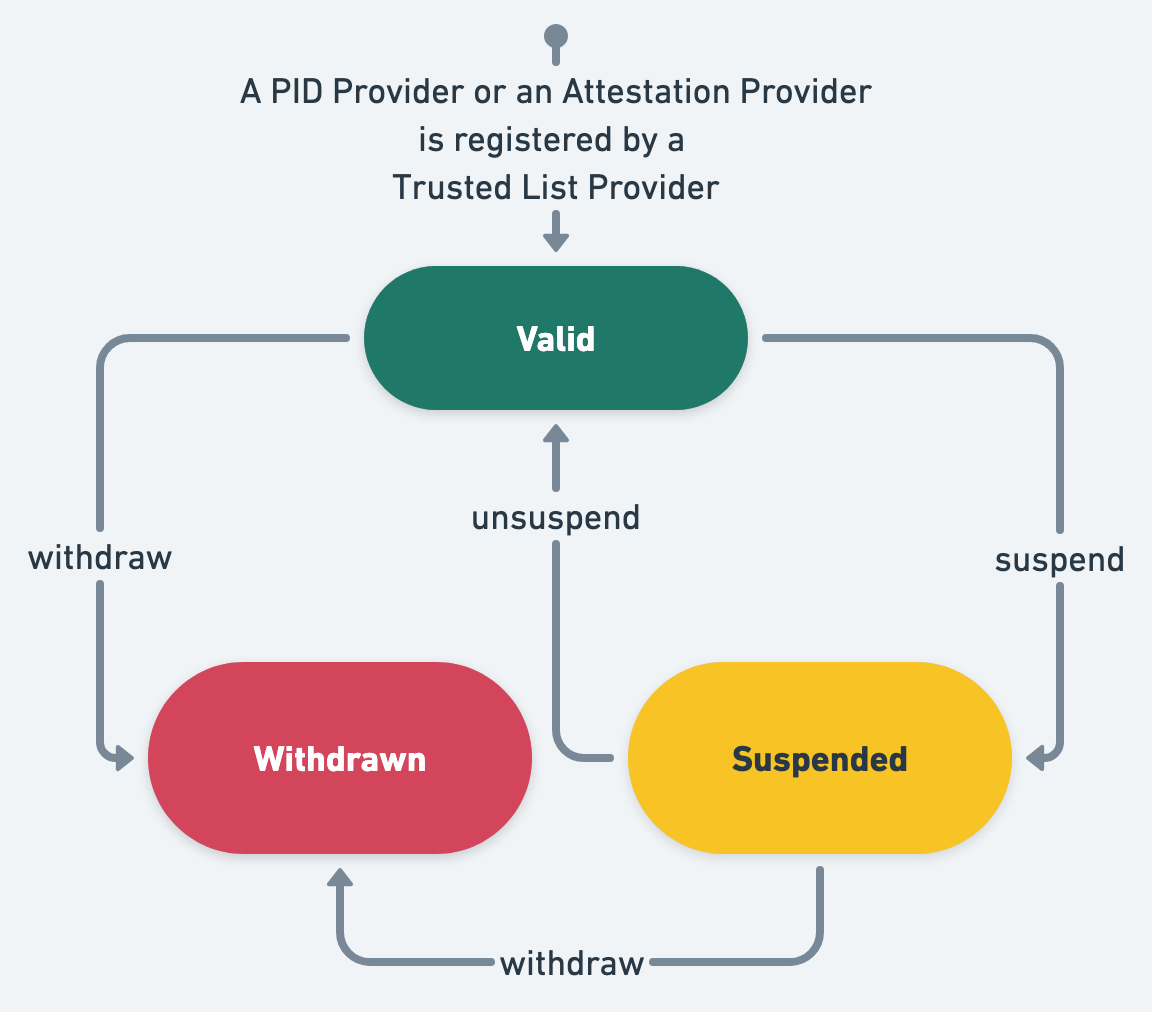 A PID Provider or an Attestation Provider
is registered by a
Trusted List Provider
Valid
unsuspend
withdraw
suspend
Withdrawn
Suspended
withdraw